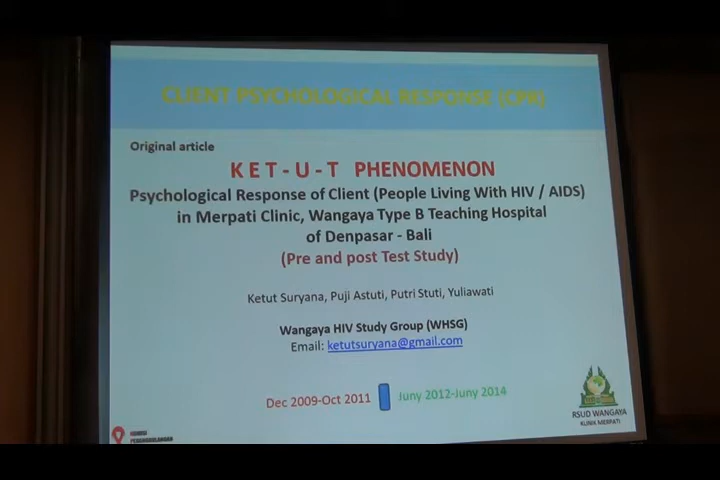 CLIENT PSYCHOLOGICAL RESPONSE (CPR)
Original article
K E T - U - T PHENOMENON
Psychological Response of Client (People Living With HIV / AIDS)
in Merpati Clinic, Wangaya Type B Teaching Hospital
of Denpasar - Bali
(Pre and post Test Study)
Ketut Suryana, Puji Astuti, Putri Stuti, Yuliawati
Wangaya HIV Study Group (WHSG)
Email: ketutsuryana@gmail.com
Dec 2009-Oct 2011 Juny 2012-Juny 2014
RSUD WANGAYA
KLINIK MERPATI